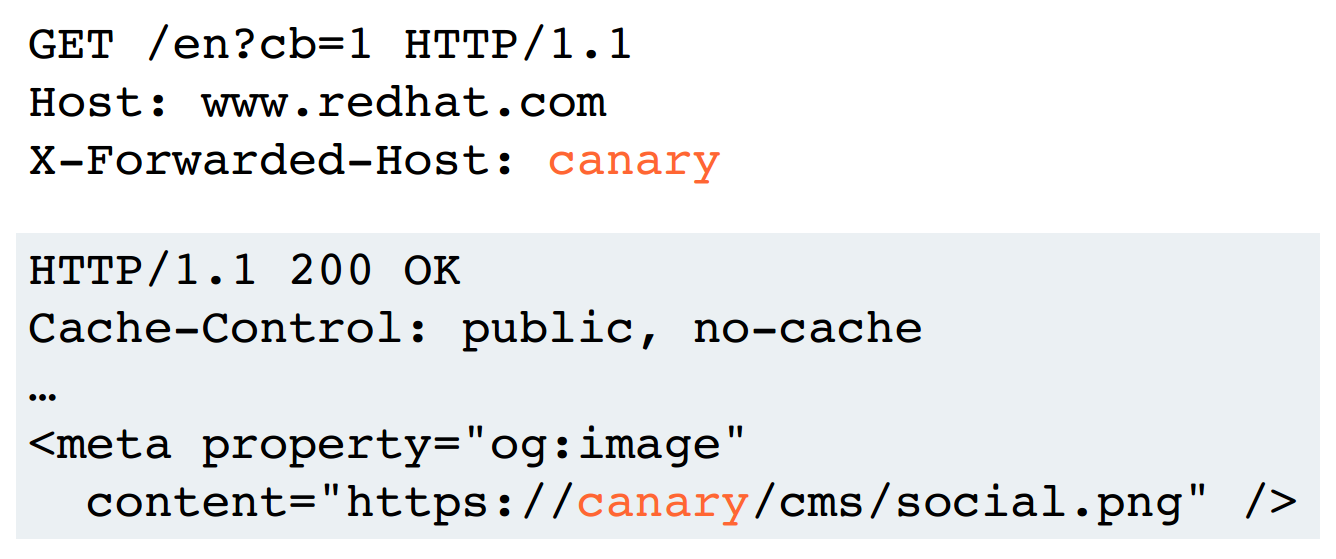 GET /en?cb=1 HTTP/1.1
Host: www.redhat.com
X-Forwarded-Host: canary
HTTP/1.1 200 OK
Cache-Control: public, no-cache
…
<meta property="og:image"
content="https://canary/cms/social.png" />